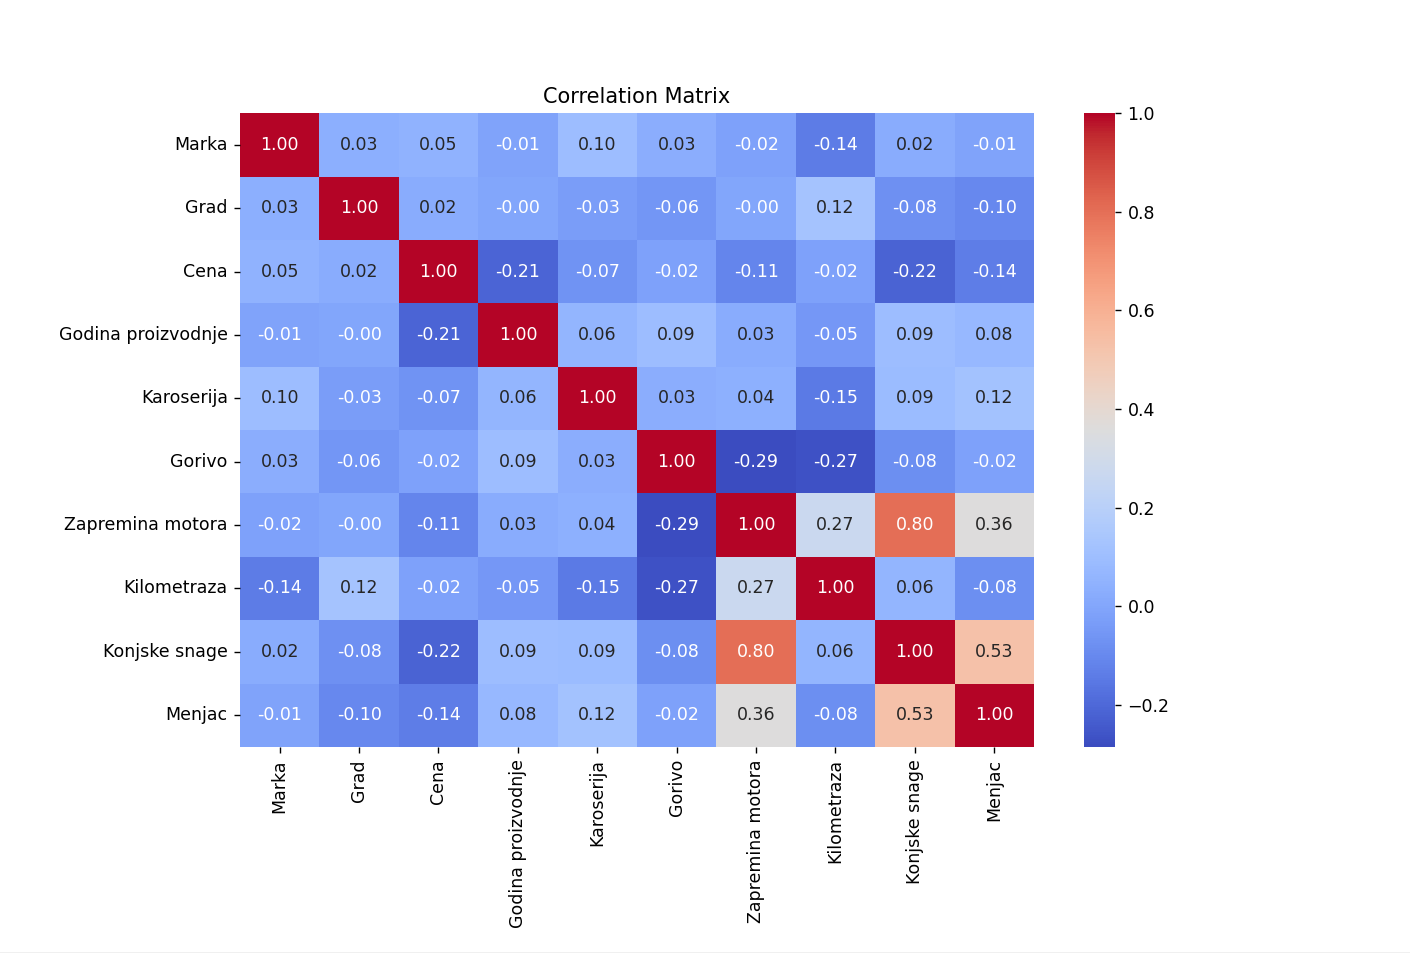 Correlation Matrix
Marka 1.00 0.03 0.05 -0.01 0.10 0.03 -0.02 -0.14 0.02 -0.01
Grad 0.03 1.00 0.02 -0.00 -0.03 -0.06 -0.00 0.12 -0.08 -0.10
Cena 0.05 0.02 1.00 -0.21 -0.07 -0.02 -0.11 -0.02 -0.22 -0.14
Godina proizvodnje -0.01 -0.00 -0.21 1.00 0.06 0.09 0.03 -0.05 0.09 0.08
Karoserija 0.10 -0.03 -0.07 0.06 1.00 0.03 0.04 -0.15 0.09 0.12
Gorivo 0.03 -0.06 -0.02 0.09 0.03 1.00 -0.29 -0.27 -0.08 -0.02
Zapremina motora -0.02 -0.00 -0.11 0.03 0.04 -0.29 1.00 0.27 0.80 0.36
Kilometraza -0.14 0.12 -0.02 -0.05 -0.15 -0.27 0.27 1.00 0.06 -0.08
Konjske snage 0.02 -0.08 -0.22 0.09 0.09 -0.08 0.80 0.06 1.00 0.53
Menjac -0.01 -0.10 -0.14 0.08 0.12 -0.02 0.36 -0.08 0.53 1.00
Marka
Grad
Cena
Godina proizvodnje
Karoserija
Gorivo
Zapremina motora
Kilometraza
Konjske snage
Menjac
1.0
0.8
0.6
0.4
0.2
0.0
−0.2